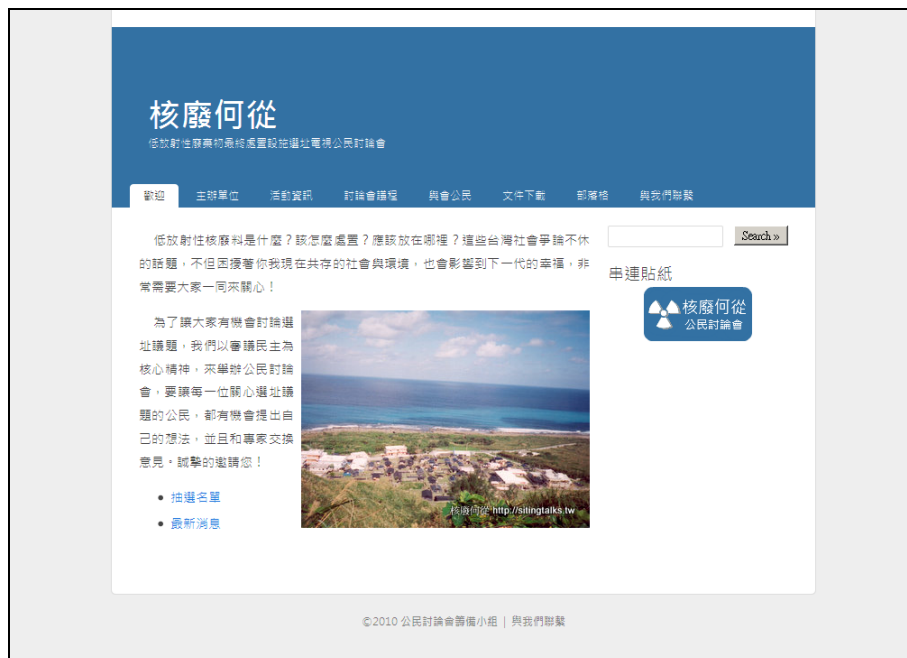 核廢何從
低放射性廢棄物最終處置設施選址電視公民討論會
歡迎 主辦單位 活動資訊 討論會議程 與會公民 文件下載 部落格 與我們聯繫
低放射性核廢料是什麼？該怎麼處置？應該放在哪裡？這些台灣社會爭論不休
的話題，不但困擾著你我現在共存的社會與環境，也會影響到下一代的幸福，非
常需要大家一同來關心！
為了讓大家有機會討論選
址議題，我們以審議民主為
核心精神，來舉辦公民討論
會，要讓每一位關心選址議
題的公民，都有機會提出自
己的想法，並且和專家交換
意見。誠摯的邀請您！
抽選名單
最新消息
核廢何從 http://sitingtalks.tw
Search »
串連貼紙
核廢何從
公民討論會
©2010 公民討論會籌備小組 | 與我們聯繫